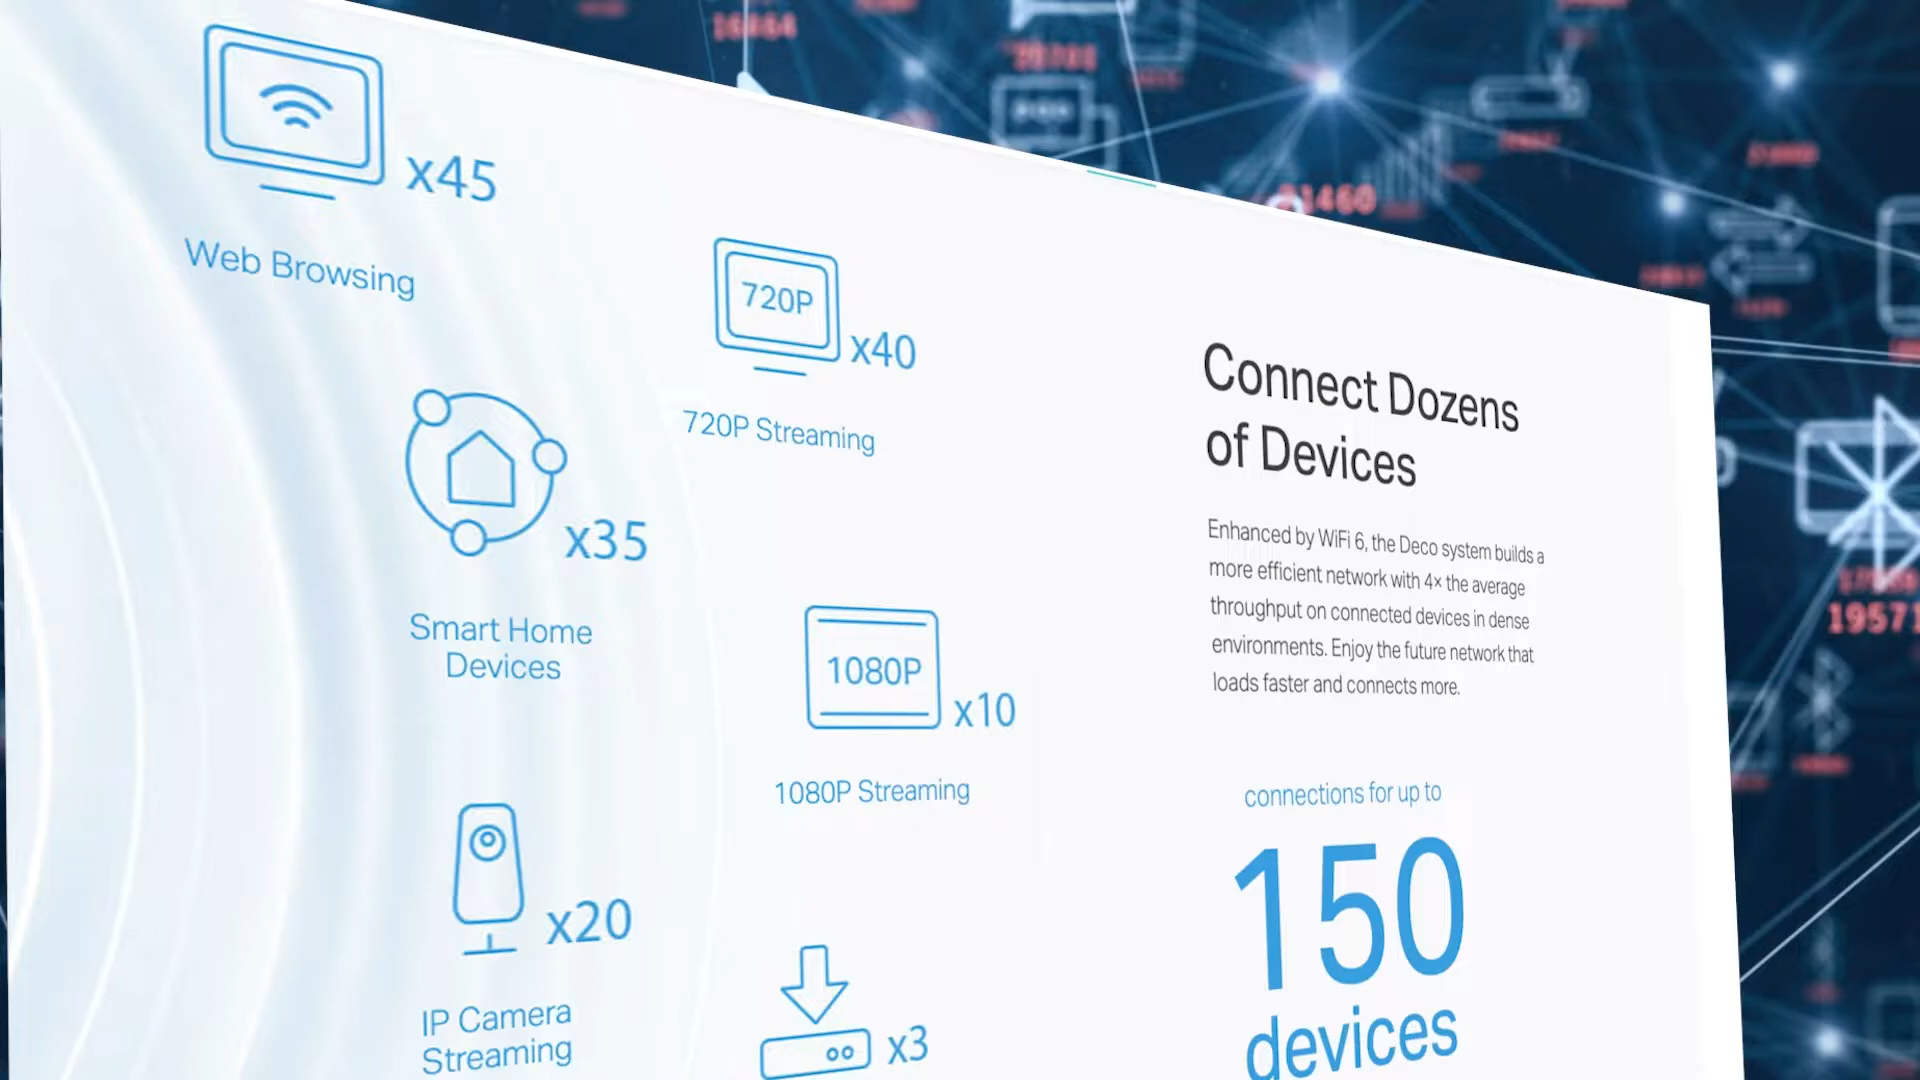 x45
Web Browsing
720P
x40
720P Streaming
x35
Smart Home
Devices
1080P
x10
1080P Streaming
x20
IP Camera
Streaming
x3
Connect Dozens
of Devices
Enhanced by WiFi 6, the Deco system builds a
more efficient network with 4× the average
throughput on connected devices in dense
environments. Enjoy the future network that
loads faster and connects more.
connections for up to
150
devices
16864
19571